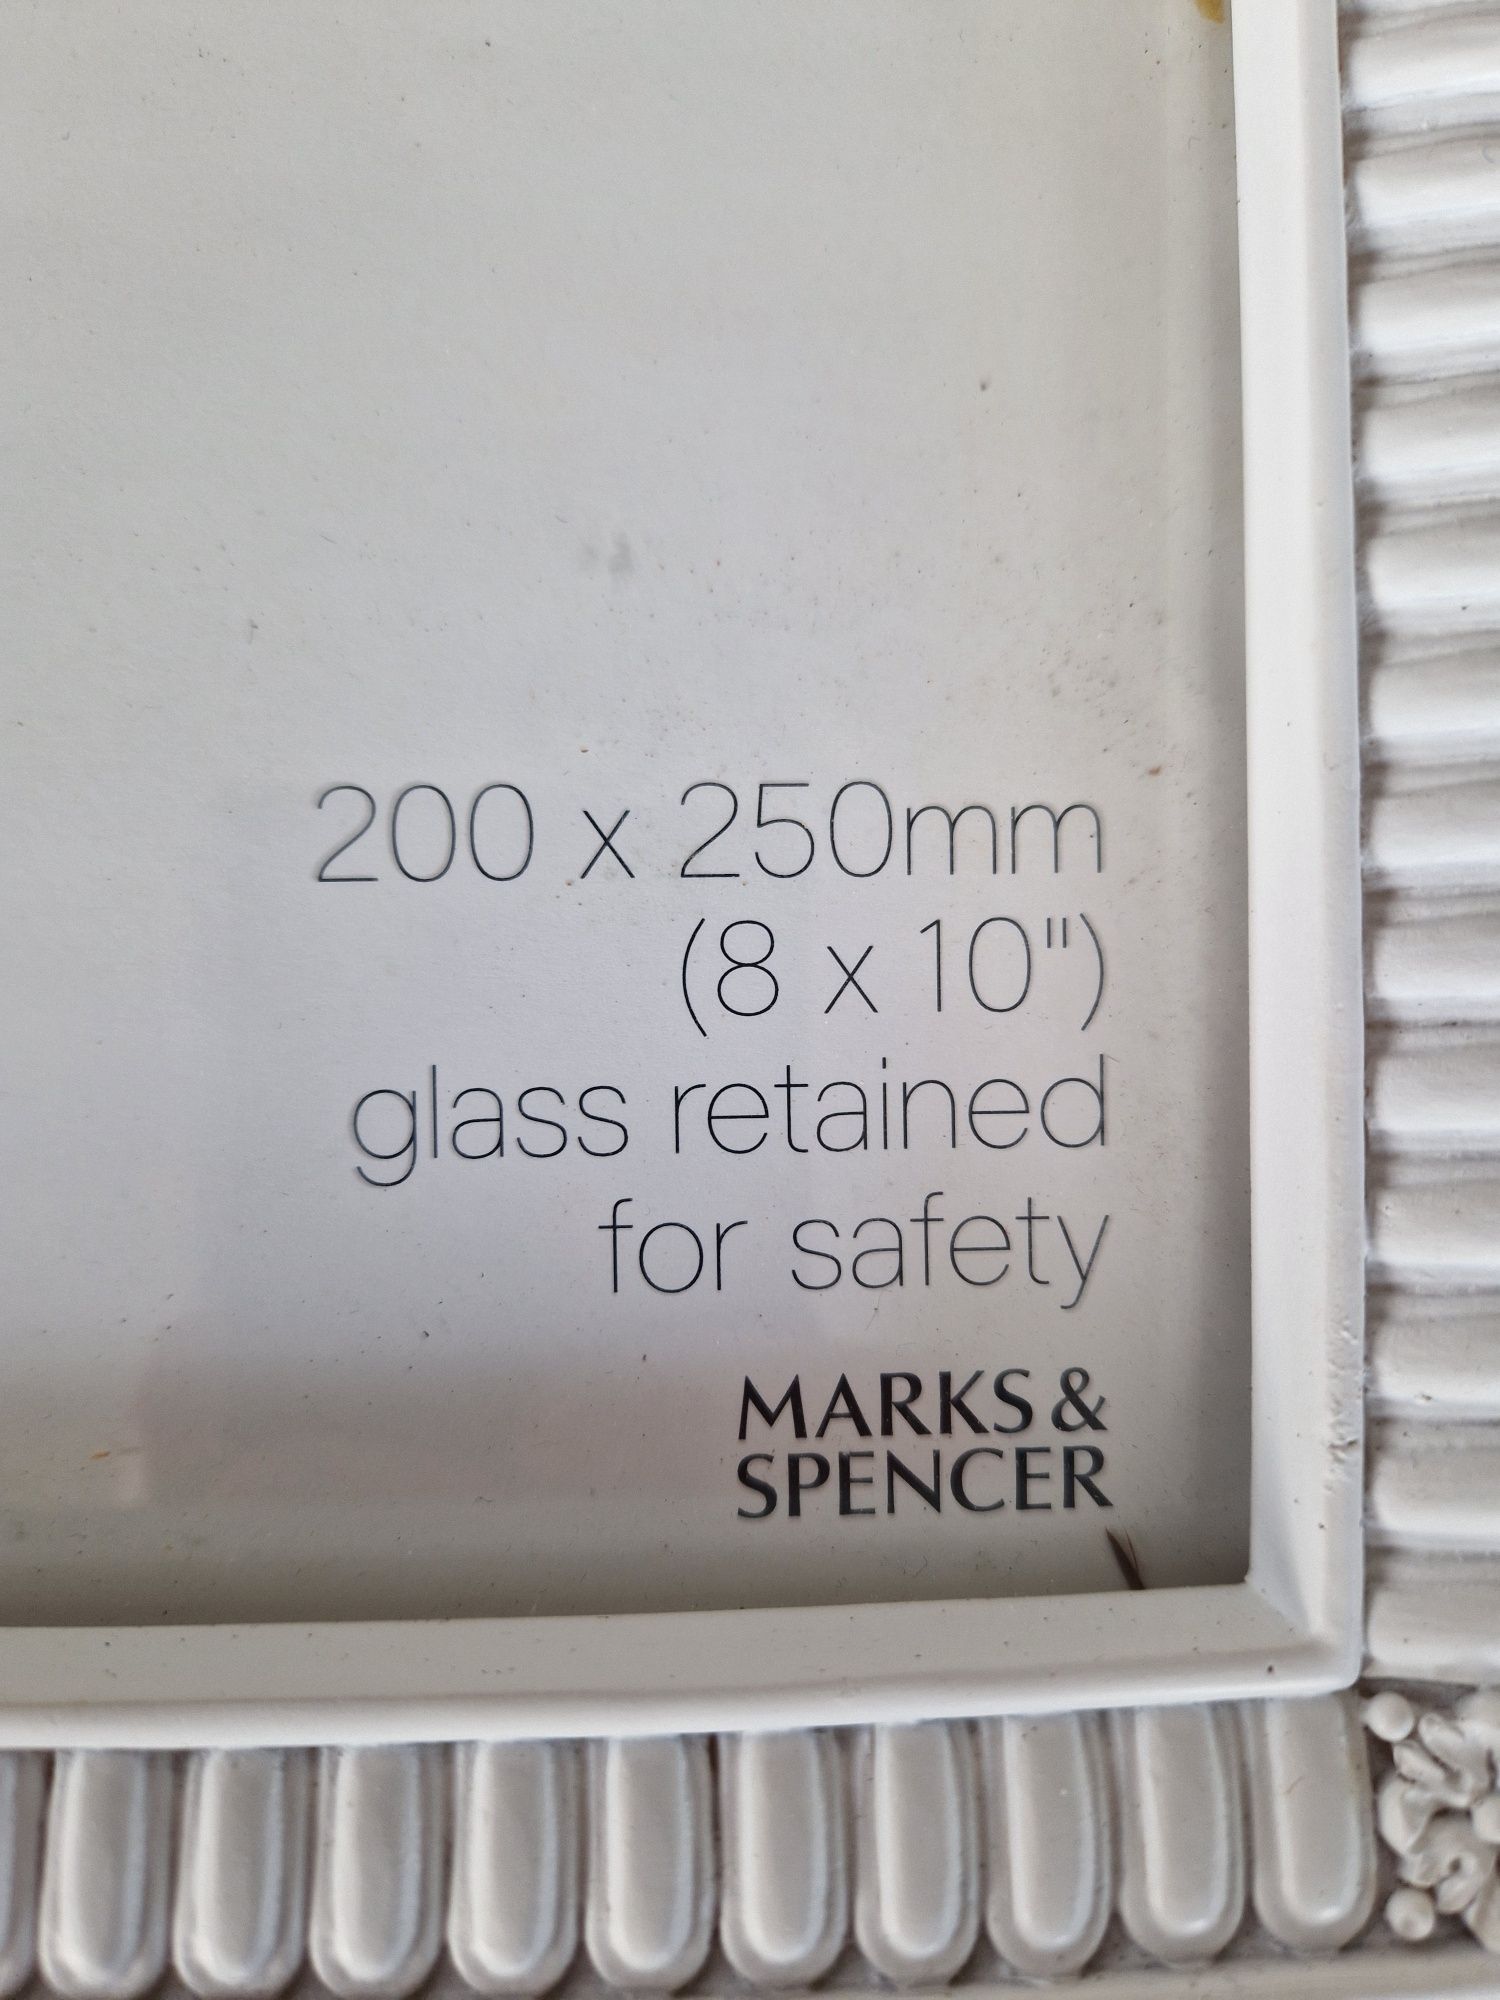 200 x 250mm
(8 x 10")
glass retained
for safety
MARKS &
SPENCER